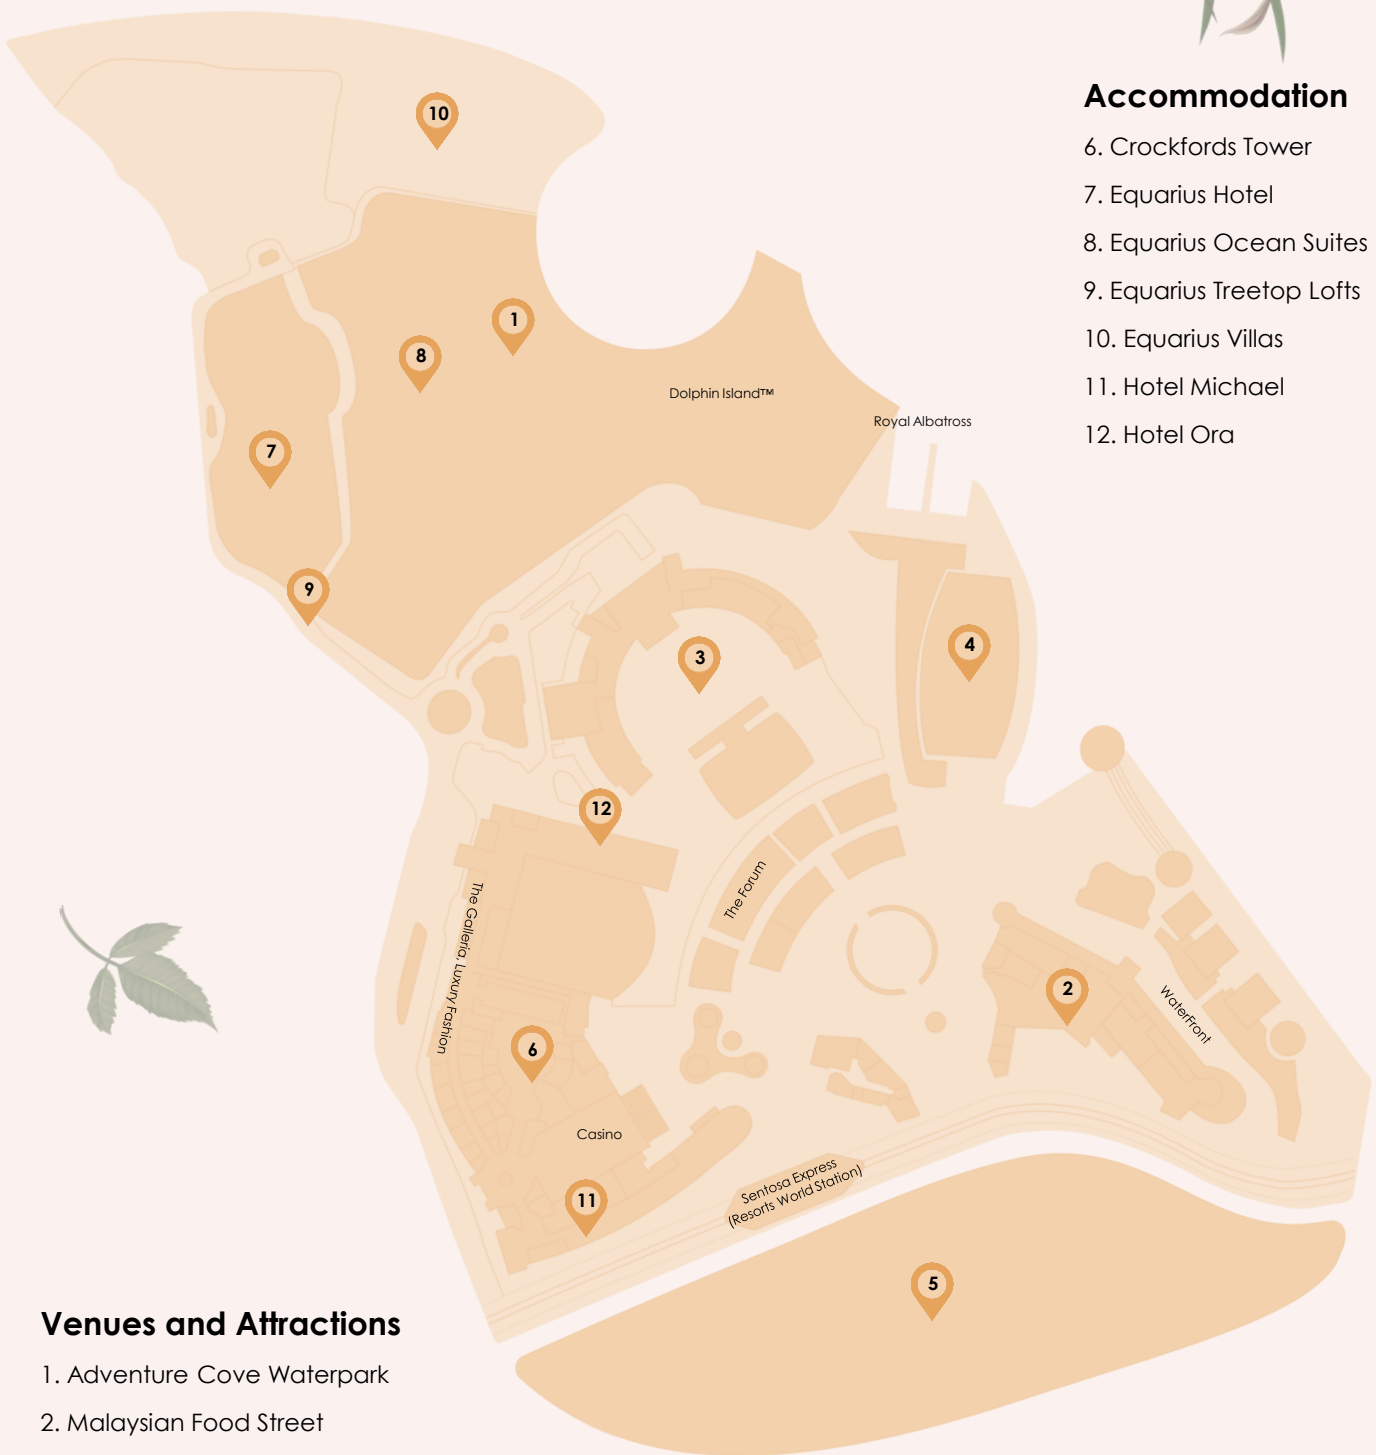 Accommodation
6. Crockfords Tower
7. Equarius Hotel
8. Equarius Ocean Suites
9. Equarius Treetop Lofts
10. Equarius Villas
11. Hotel Michael
12. Hotel Ora
10
1
8
Dolphin Island™
Royal Albatross
7
9
3
4
12
The Forum
The Galleria, Luxury Fashion
2
WaterFront
6
Casino
Sentosa Express
(Resorts World Station)
11
5
Venues and Attractions
1. Adventure Cove Waterpark
2. Malaysian Food Street